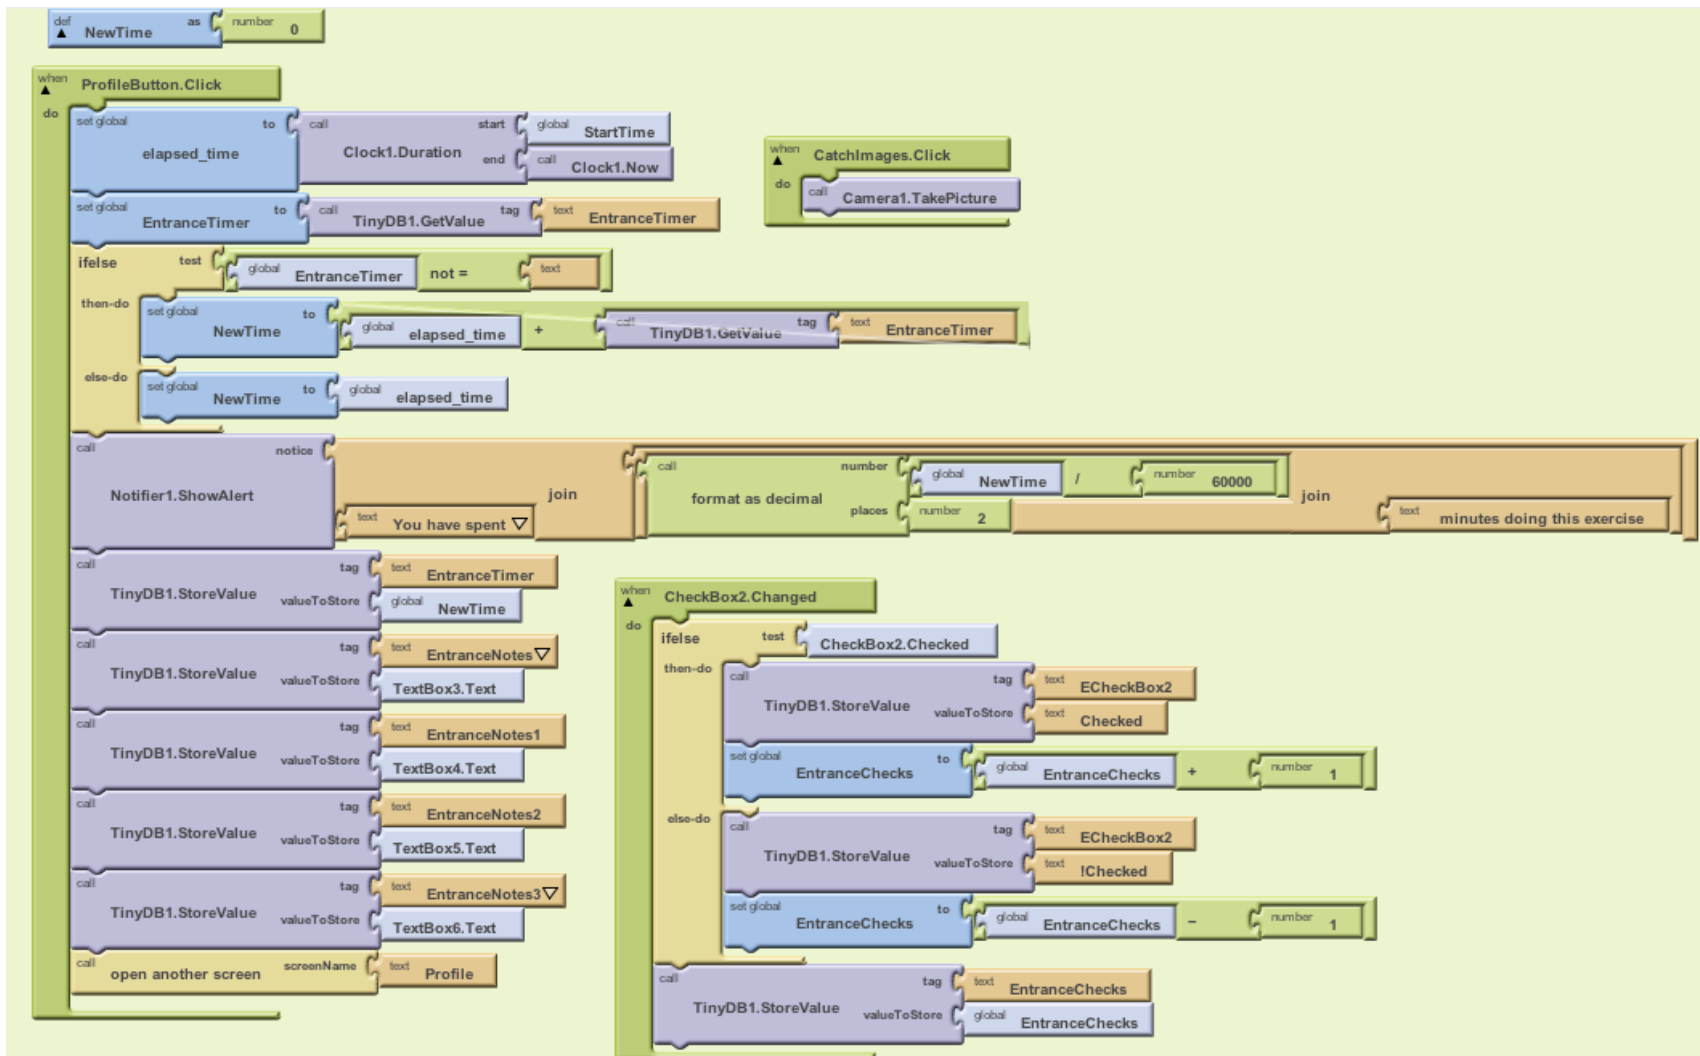 def NewTime as number 0
when ProfileButton.Click
do set global elapsed_time to call Clock1.Duration start global StartTime
end call Clock1.Now
set global EntranceTimer to call TinyDB1.GetValue tag text EntranceTimer
ifelse test global EntranceTimer not = text
then-do set global NewTime to global elapsed_time + call TinyDB1.GetValue tag text EntranceTimer
else-do set global NewTime to global elapsed_time
call Notifier1.ShowAlert notice text You have spent join call format as decimal number global NewTime / number 60000
places number 2 join text minutes doing this exercise
call TinyDB1.StoreValue tag text EntranceTimer
valueToStore global NewTime
call TinyDB1.StoreValue tag text EntranceNotes
valueToStore TextBox3.Text
call TinyDB1.StoreValue tag text EntranceNotes1
valueToStore TextBox4.Text
call TinyDB1.StoreValue tag text EntranceNotes2
valueToStore TextBox5.Text
call TinyDB1.StoreValue tag text EntranceNotes3
valueToStore TextBox6.Text
call open another screen screenName text Profile
when CatchImages.Click
do call Camera1.TakePicture
when CheckBox2.Changed
do ifelse test CheckBox2.Checked
then-do call TinyDB1.StoreValue tag text ECheckBox2
valueToStore text Checked
set global EntranceChecks to global EntranceChecks + number 1
else-do call TinyDB1.StoreValue tag text ECheckBox2
valueToStore text !Checked
set global EntranceChecks to global EntranceChecks - number 1
call TinyDB1.StoreValue tag text EntranceChecks
valueToStore global EntranceChecks